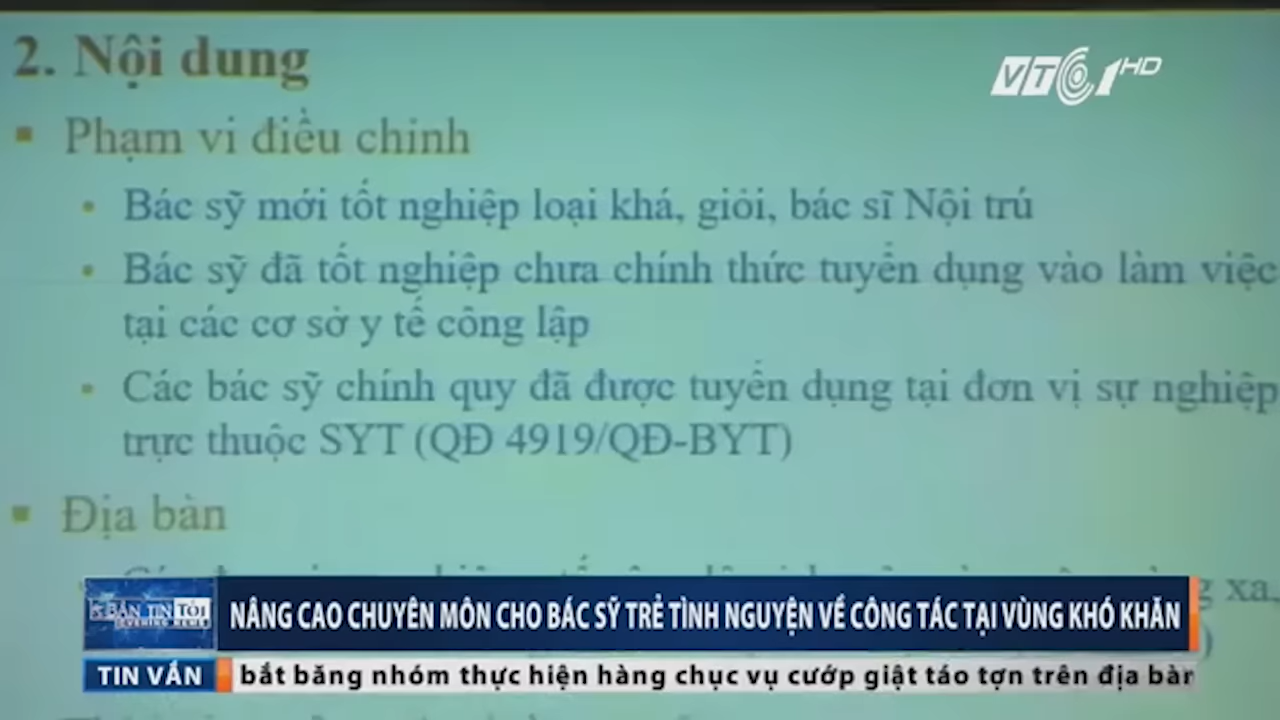 2. Nội dung
VTC1 HD
Phạm vi điều chỉnh
Bác sỹ mới tốt nghiệp loại khá, giỏi, bác sĩ Nội trú
Bác sỹ đã tốt nghiệp chưa chính thức tuyển dụng vào làm việc
tại các cơ sở y tế công lập
Các bác sỹ chính quy đã được tuyển dụng tại đơn vị sự nghiệp
trực thuộc SYT (QĐ 4919/QĐ-BYT)
Địa bàn
xa,
BẢN TIN TỐI
EVENING NEWS
NÂNG CAO CHUYÊN MÔN CHO BÁC SỸ TRẺ TÌNH NGUYỆN VỀ CÔNG TÁC TẠI VÙNG KHÓ KHĂN
TIN VẮN
bắt băng nhóm thực hiện hàng chục vụ cướp giật táo tợn trên địa bàn